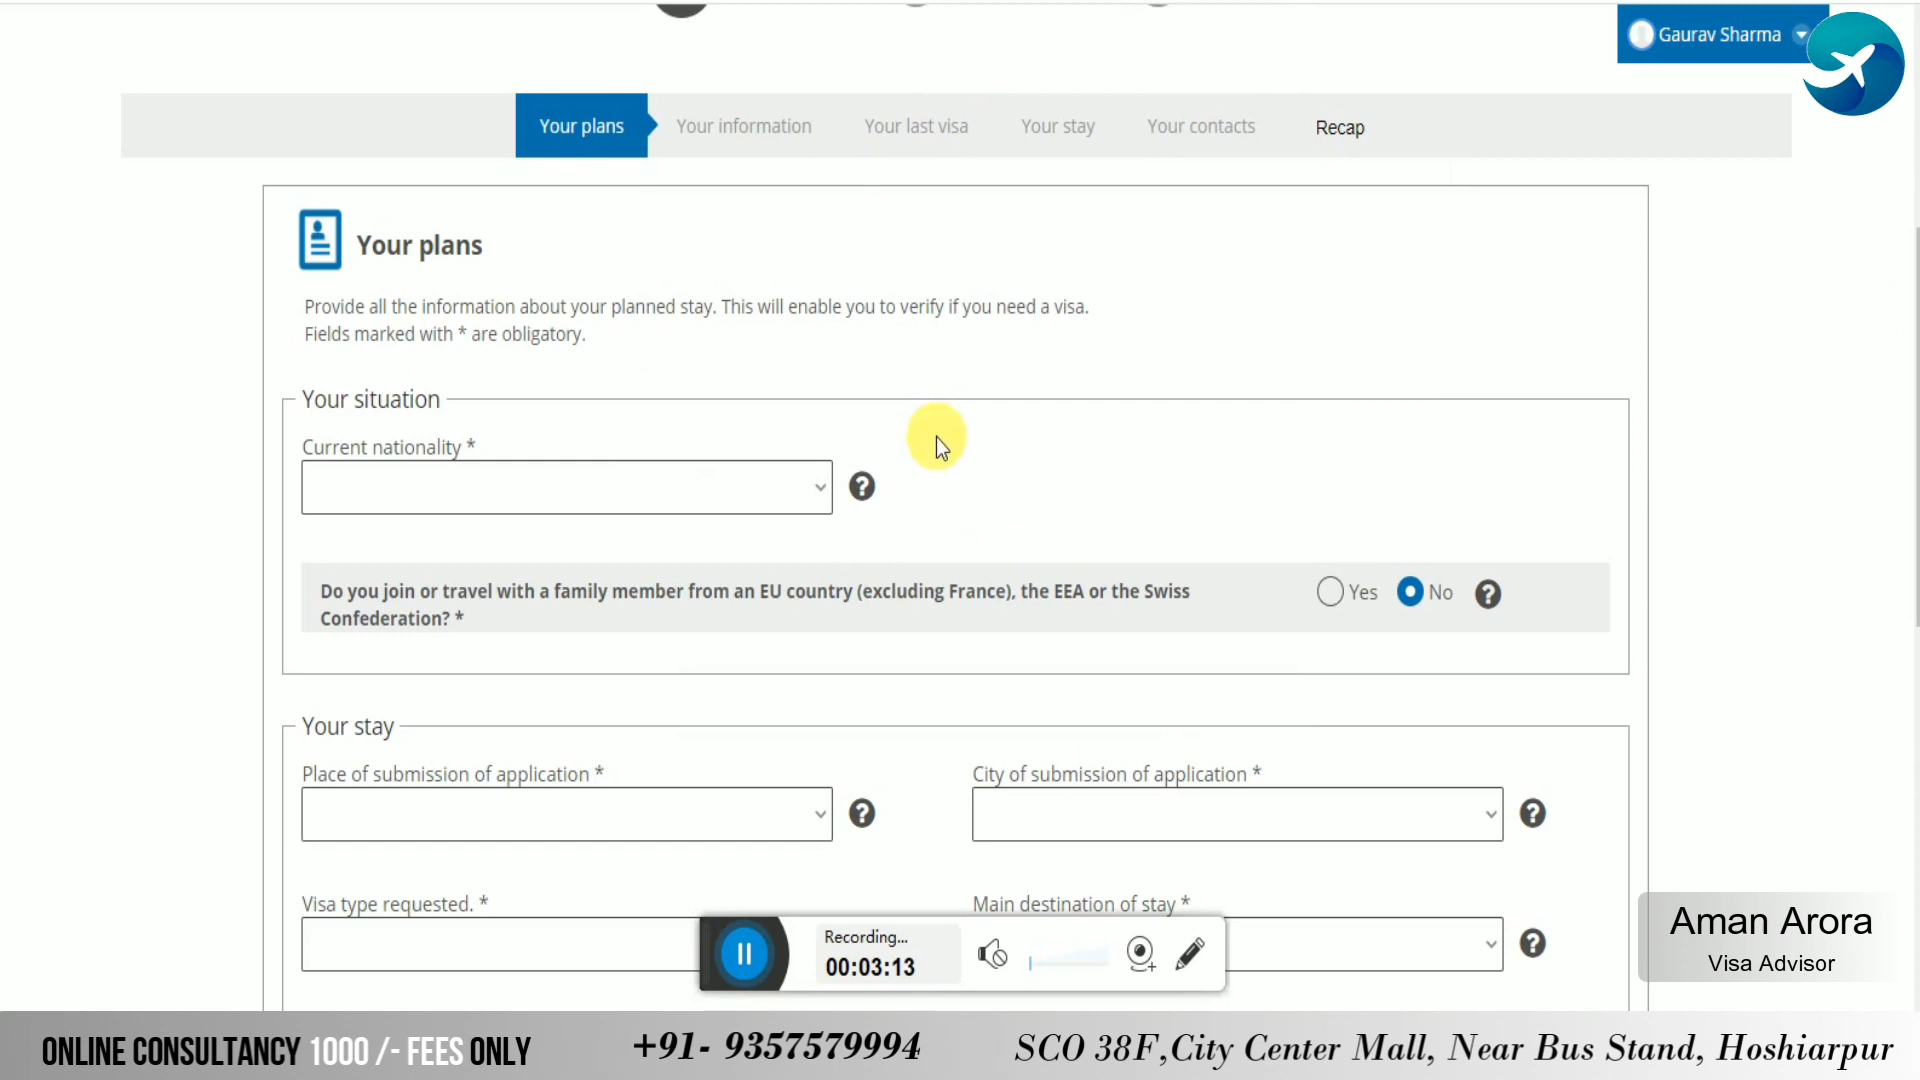 Gaurav Sharma
Your plans
Your information
Your last visa
Your stay
Your contacts
Recap
Your plans
Provide all the information about your planned stay. This will enable you to verify if you need a visa.
Fields marked with * are obligatory.
Your situation
Current nationality *
Do you join or travel with a family member from an EU country (excluding France), the EEA or the Swiss
Confederation? *
Yes
No
Your stay
Place of submission of application *
City of submission of application *
Visa type requested. *
Main destination of stay *
Recording...
00:03:13
Aman Arora
Visa Advisor
ONLINE CONSULTANCY 1000 /- FEES ONLY
+91- 9357579994
SCO 38F,City Center Mall, Near Bus Stand, Hoshiarpur